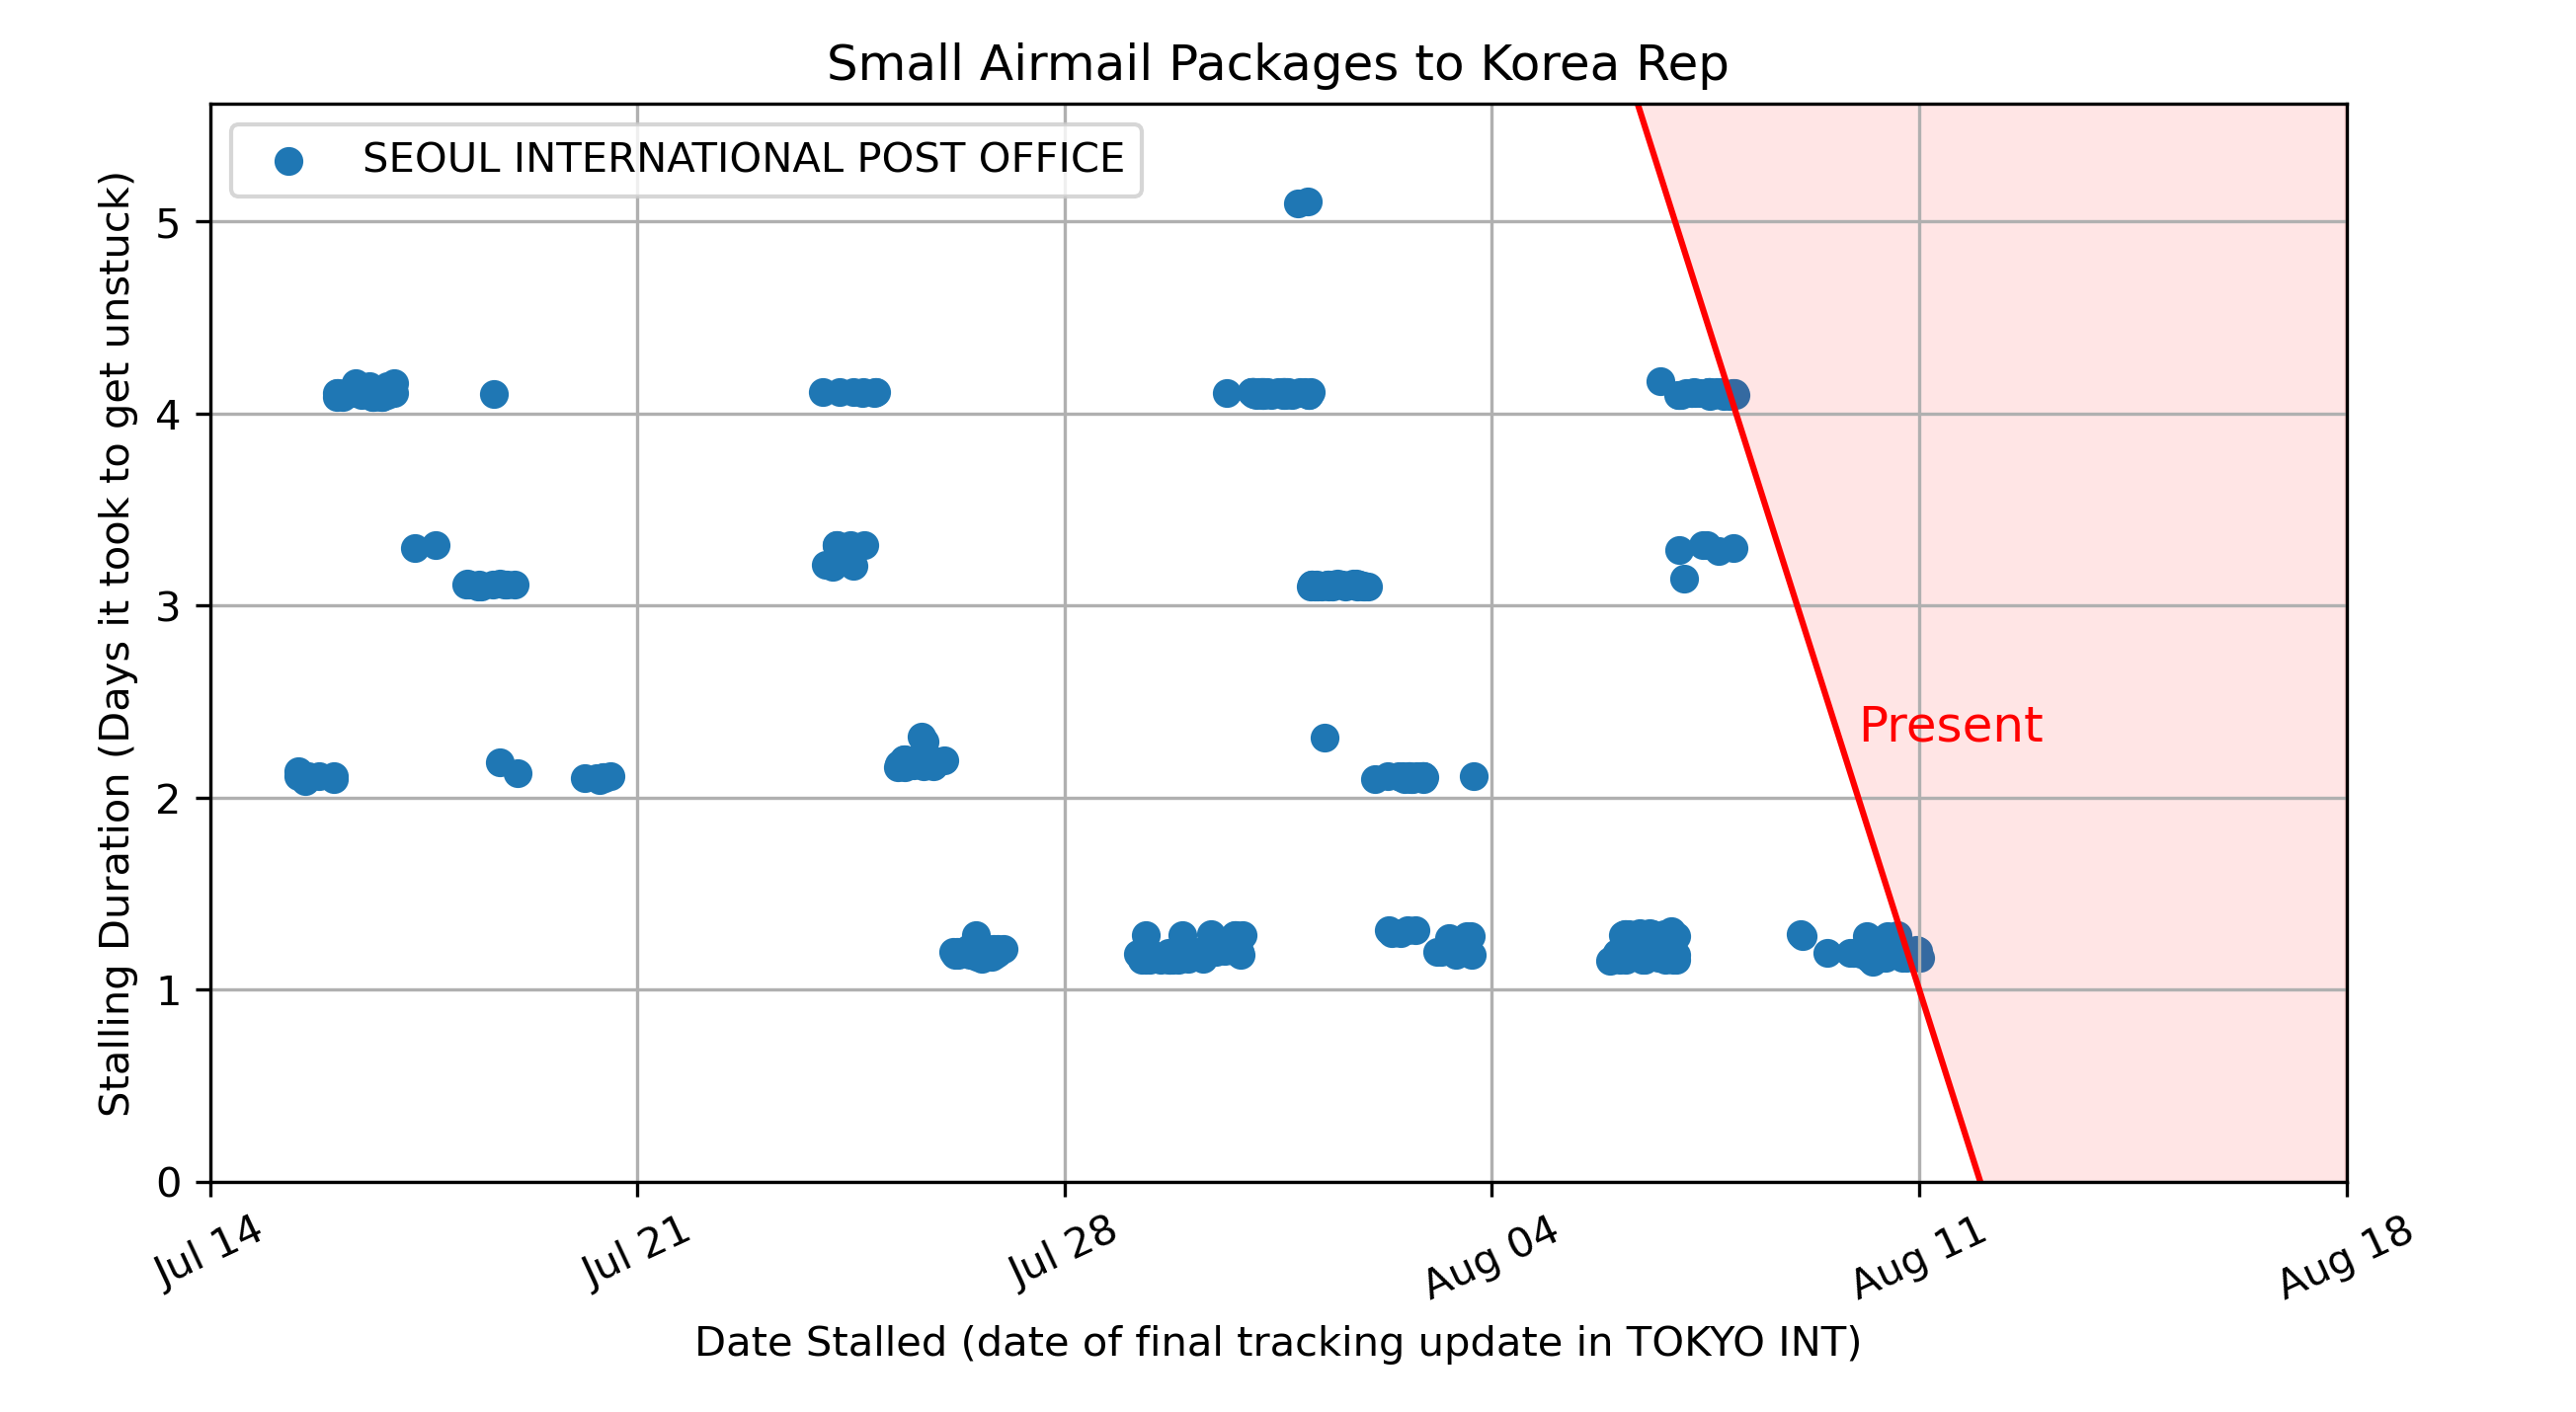 Small Airmail Packages to Korea Rep
SEOUL INTERNATIONAL POST OFFICE
Stalling Duration (Days it took to get unstuck)
5
4
3
2
1
0
Present
Jul 14
Jul 21
Jul 28
Aug 04
Aug 11
Aug 18
Date Stalled (date of final tracking update in TOKYO INT)